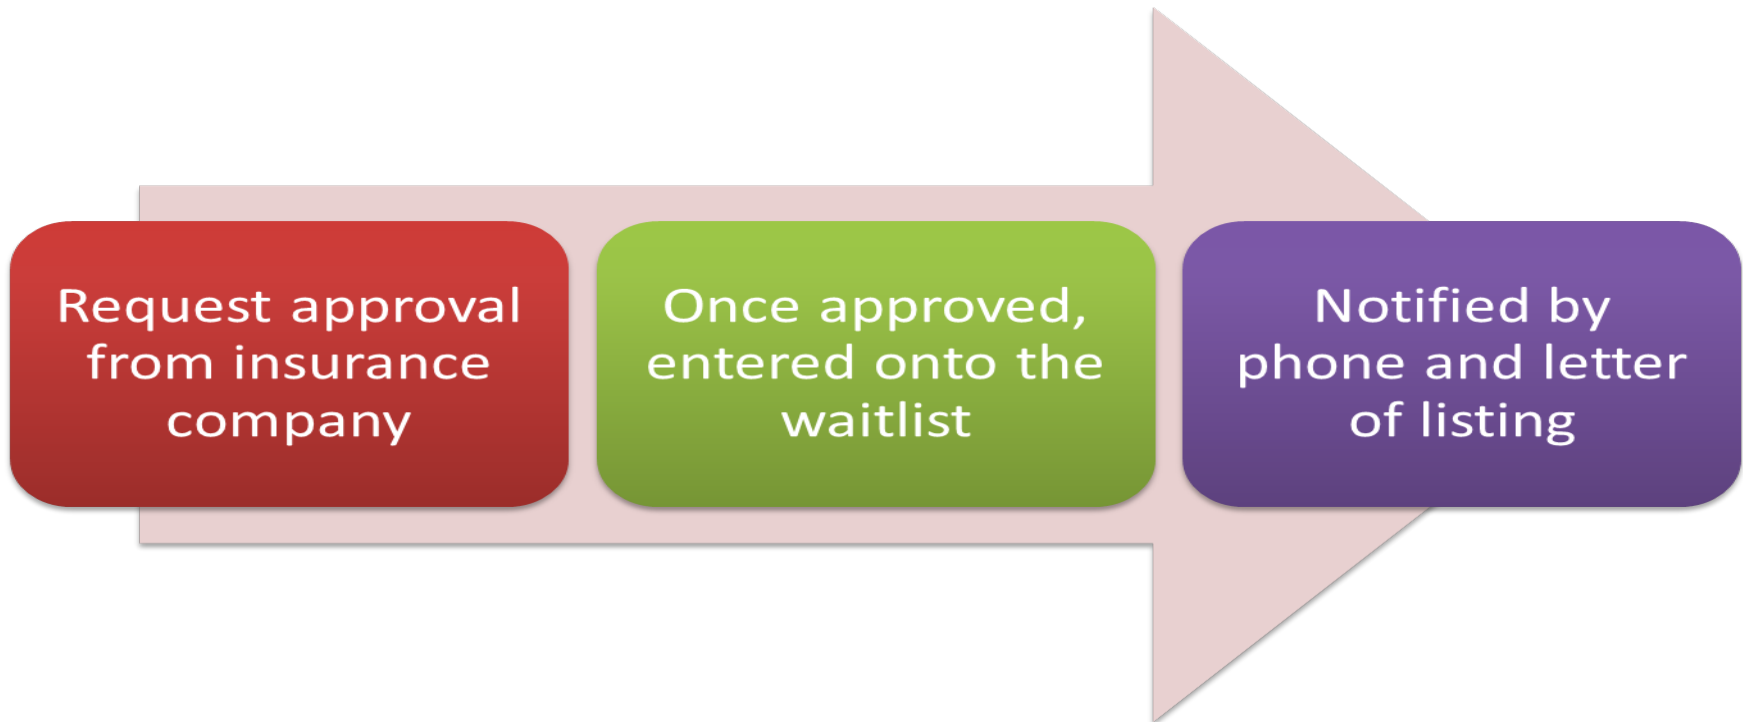 Request approval
from insurance
company
Once approved,
entered onto the
waitlist
Notified by
phone and letter
of listing